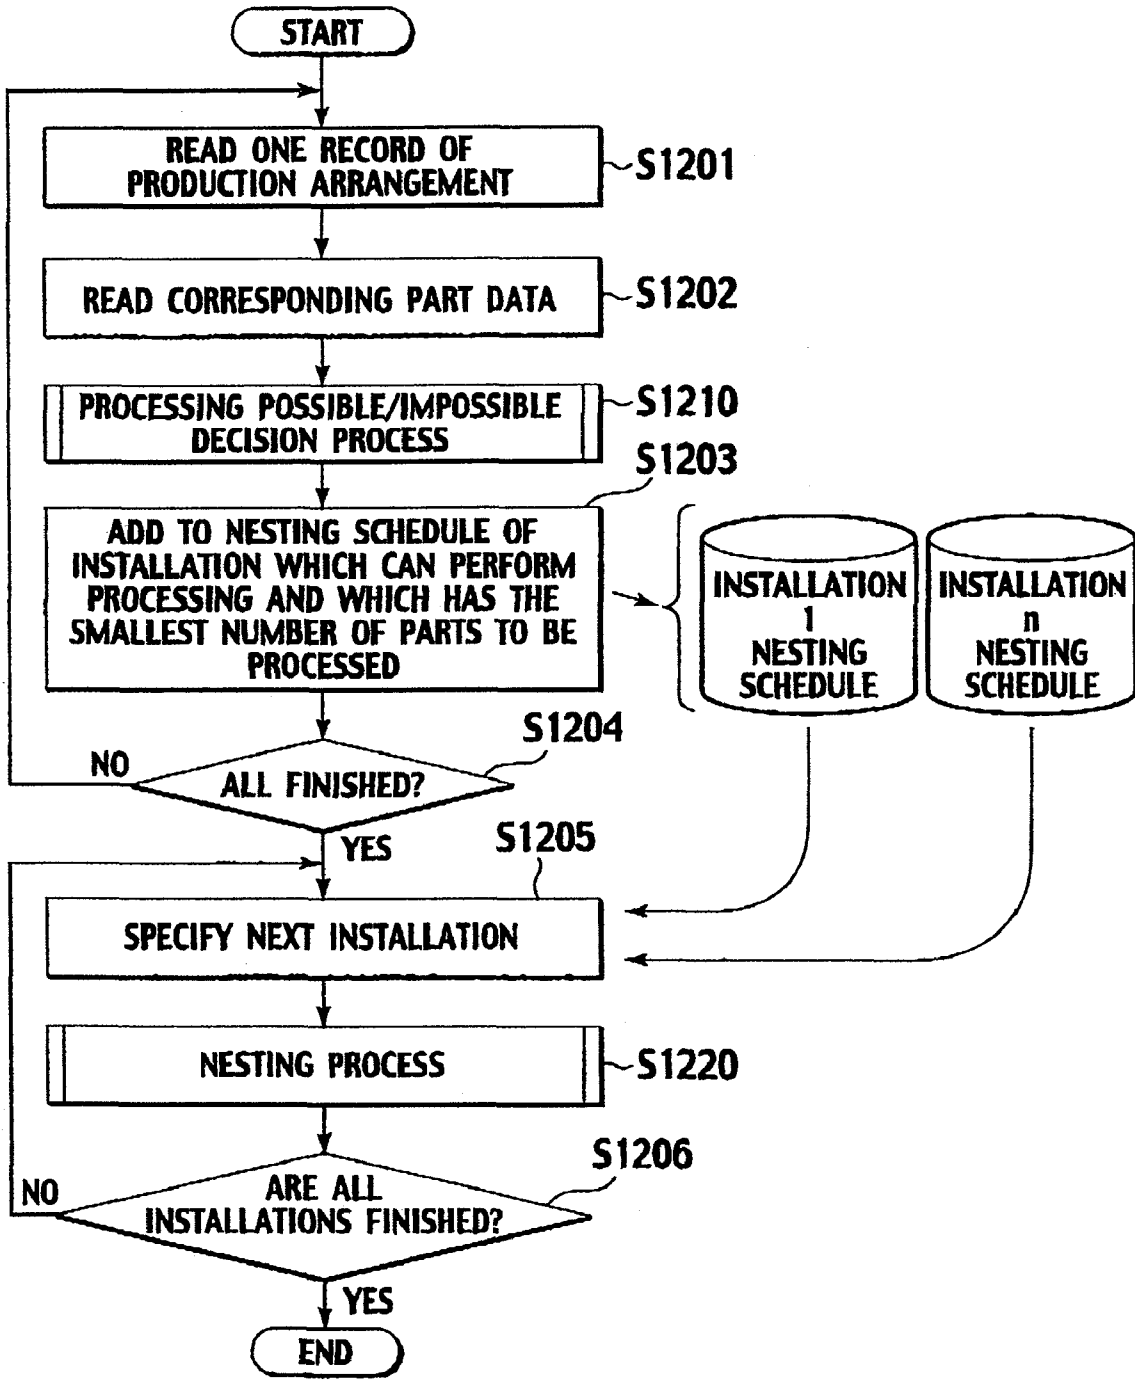 START
READ ONE RECORD OF
PRODUCTION ARRANGEMENT
S1201
READ CORRESPONDING PART DATA
S1202
PROCESSING POSSIBLE/IMPOSSIBLE
DECISION PROCESS
S1210
S1203
ADD TO NESTING SCHEDULE OF
INSTALLATION WHICH CAN PERFORM
PROCESSING AND WHICH HAS THE
SMALLEST NUMBER OF PARTS TO BE
PROCESSED
INSTALLATION
1
NESTING
SCHEDULE
INSTALLATION
n
NESTING
SCHEDULE
S1204
NO
ALL FINISHED?
YES
S1205
SPECIFY NEXT INSTALLATION
NESTING PROCESS
S1220
S1206
NO
ARE ALL
INSTALLATIONS FINISHED?
YES
END